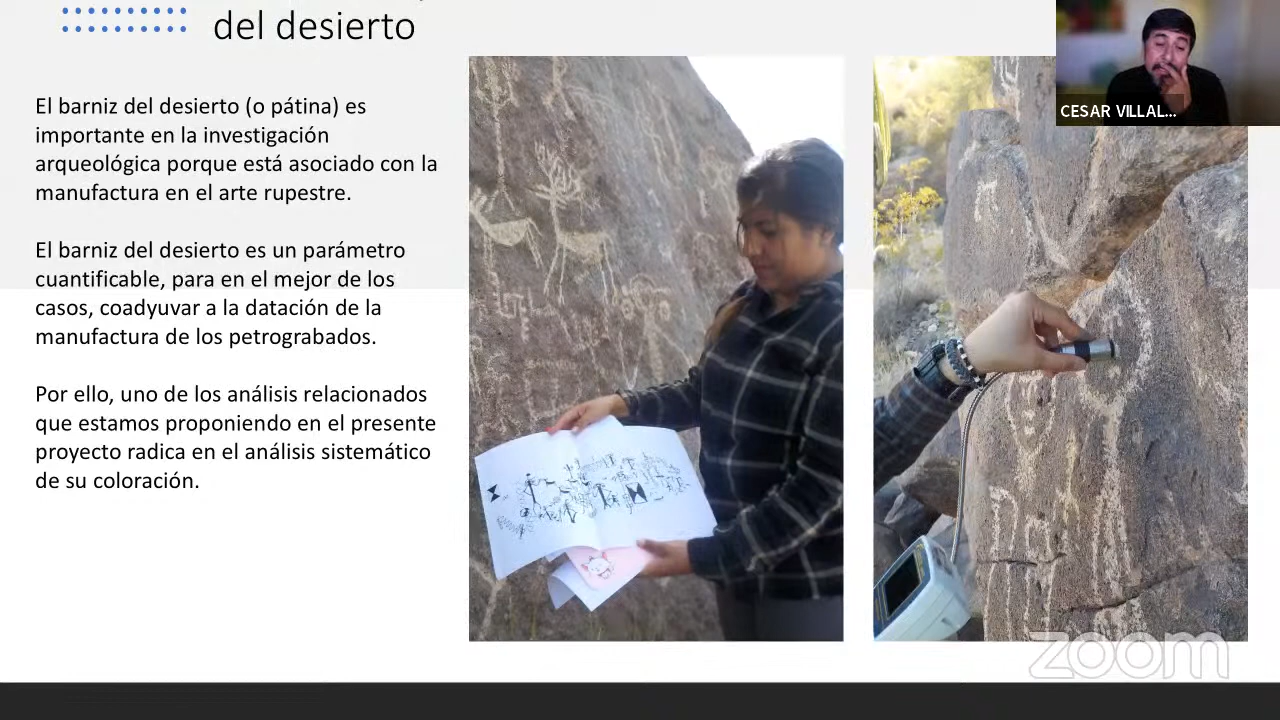 del desierto
CESAR VILLAL...
El barniz del desierto (o pátina) es
importante en la investigación
arqueológica porque está asociado con la
manufactura en el arte rupestre.
El barniz del desierto es un parámetro
cuantificable, para en el mejor de los
casos, coadyuvar a la datación de la
manufactura de los petrograbados.
Por ello, uno de los análisis relacionados
que estamos proponiendo en el presente
proyecto radica en el análisis sistemático
de su coloración.
zoom